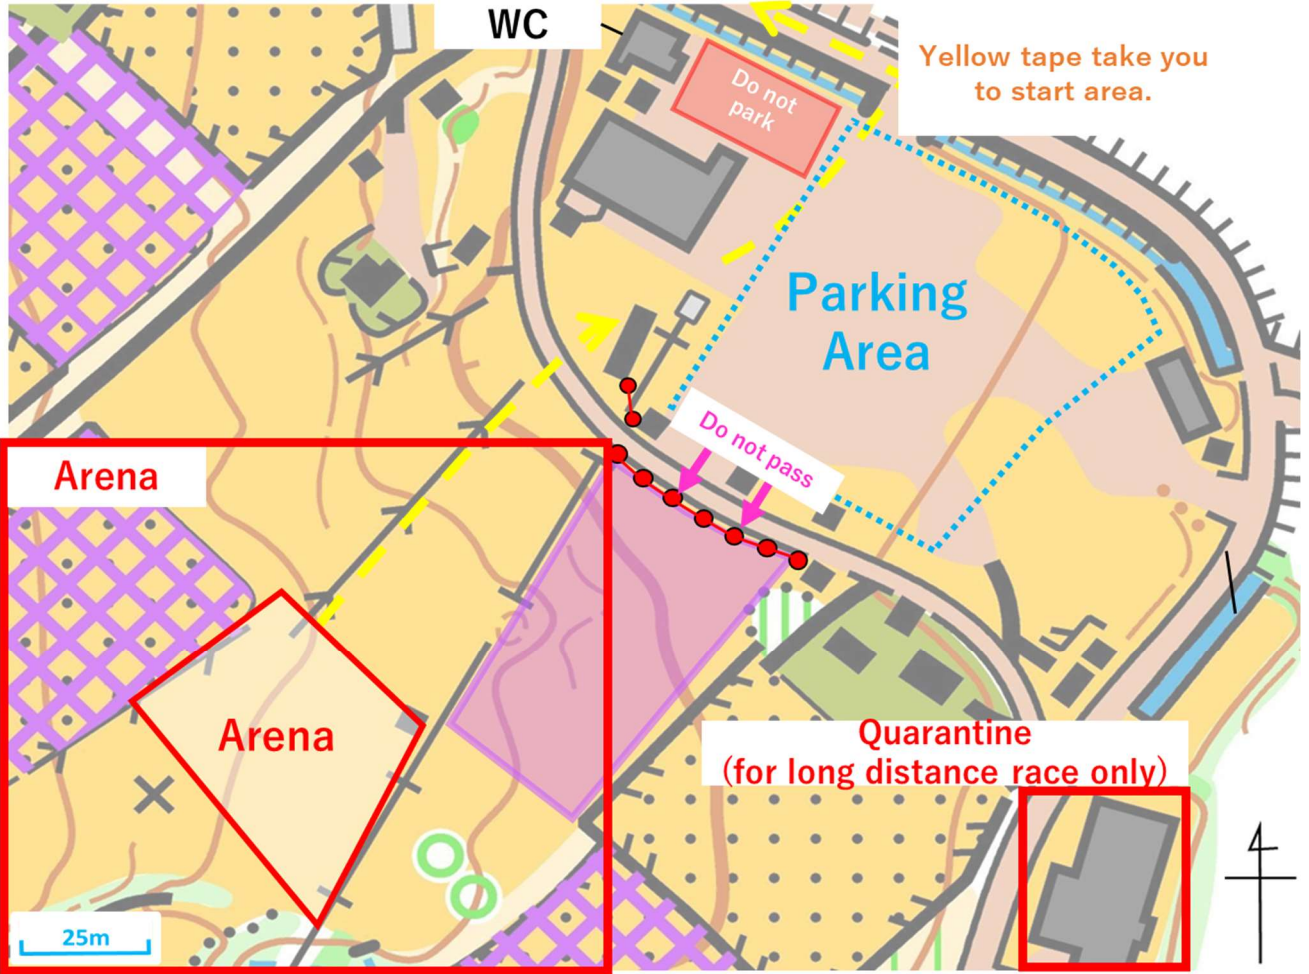 WC
Yellow tape take you
to start area.
Do not
park
Parking
Area
Do not pass
Arena
Arena
Quarantine
(for long distance race only)
25m